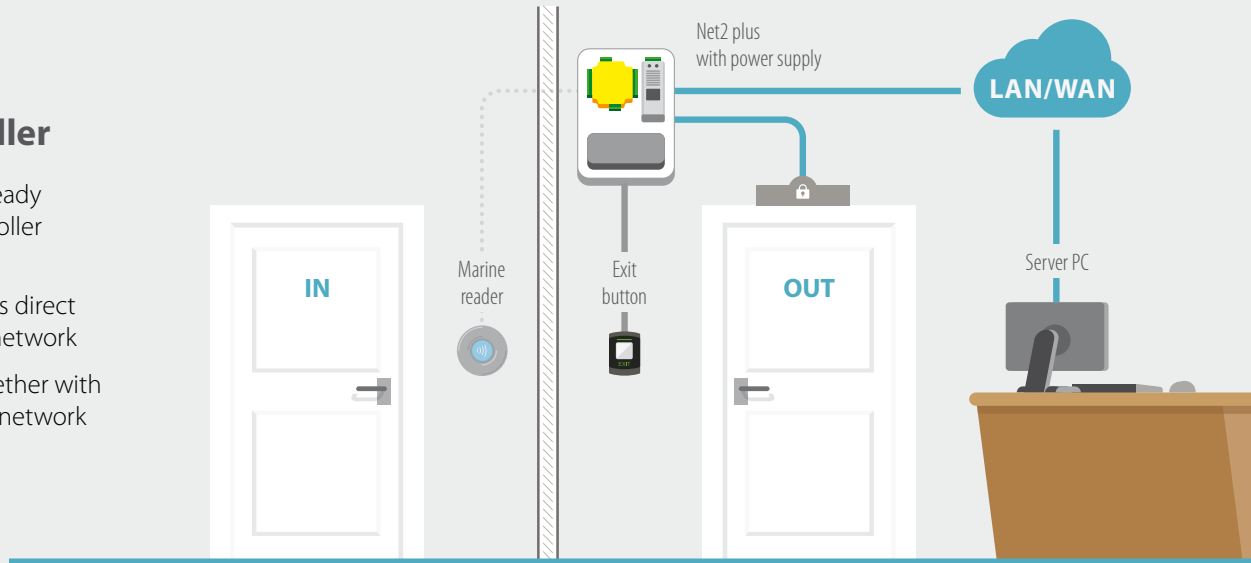 ller
eady
oller
s direct
network
ether with
network
Net2 plus
with power supply
LAN/WAN
IN
Marine
reader
Exit
button
EXIT
OUT
Server PC